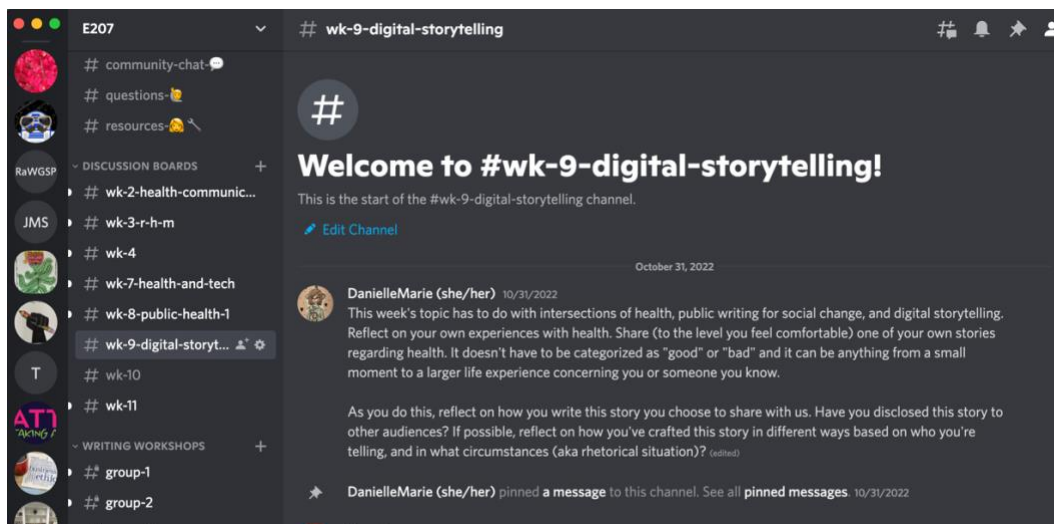 E207
# wk-9-digital-storytelling
# community-chat-💬
# questions-🙋
# resources-🧑‍🔧
RaWGSP
JMS
T
DISCUSSION BOARDS +
# wk-2-health-communic...
# wk-3-r-h-m
# wk-4
# wk-7-health-and-tech
# wk-8-public-health-1
# wk-9-digital-storyt...
# wk-10
# wk-11
WRITING WORKSHOPS +
# group-1
# group-2
#
Welcome to #wk-9-digital-storytelling!
This is the start of the #wk-9-digital-storytelling channel.
Edit Channel
October 31, 2022
DanielleMarie (she/her) 10/31/2022
This week's topic has to do with intersections of health, public writing for social change, and digital storytelling.
Reflect on your own experiences with health. Share (to the level you feel comfortable) one of your own stories
regarding health. It doesn't have to be categorized as "good" or "bad" and it can be anything from a small
moment to a larger life experience concerning you or someone you know.
As you do this, reflect on how you write this story you choose to share with us. Have you disclosed this story to
other audiences? If possible, reflect on how you've crafted this story in different ways based on who you're
telling, and in what circumstances (aka rhetorical situation)? (edited)
DanielleMarie (she/her) pinned a message to this channel. See all pinned messages. 10/31/2022